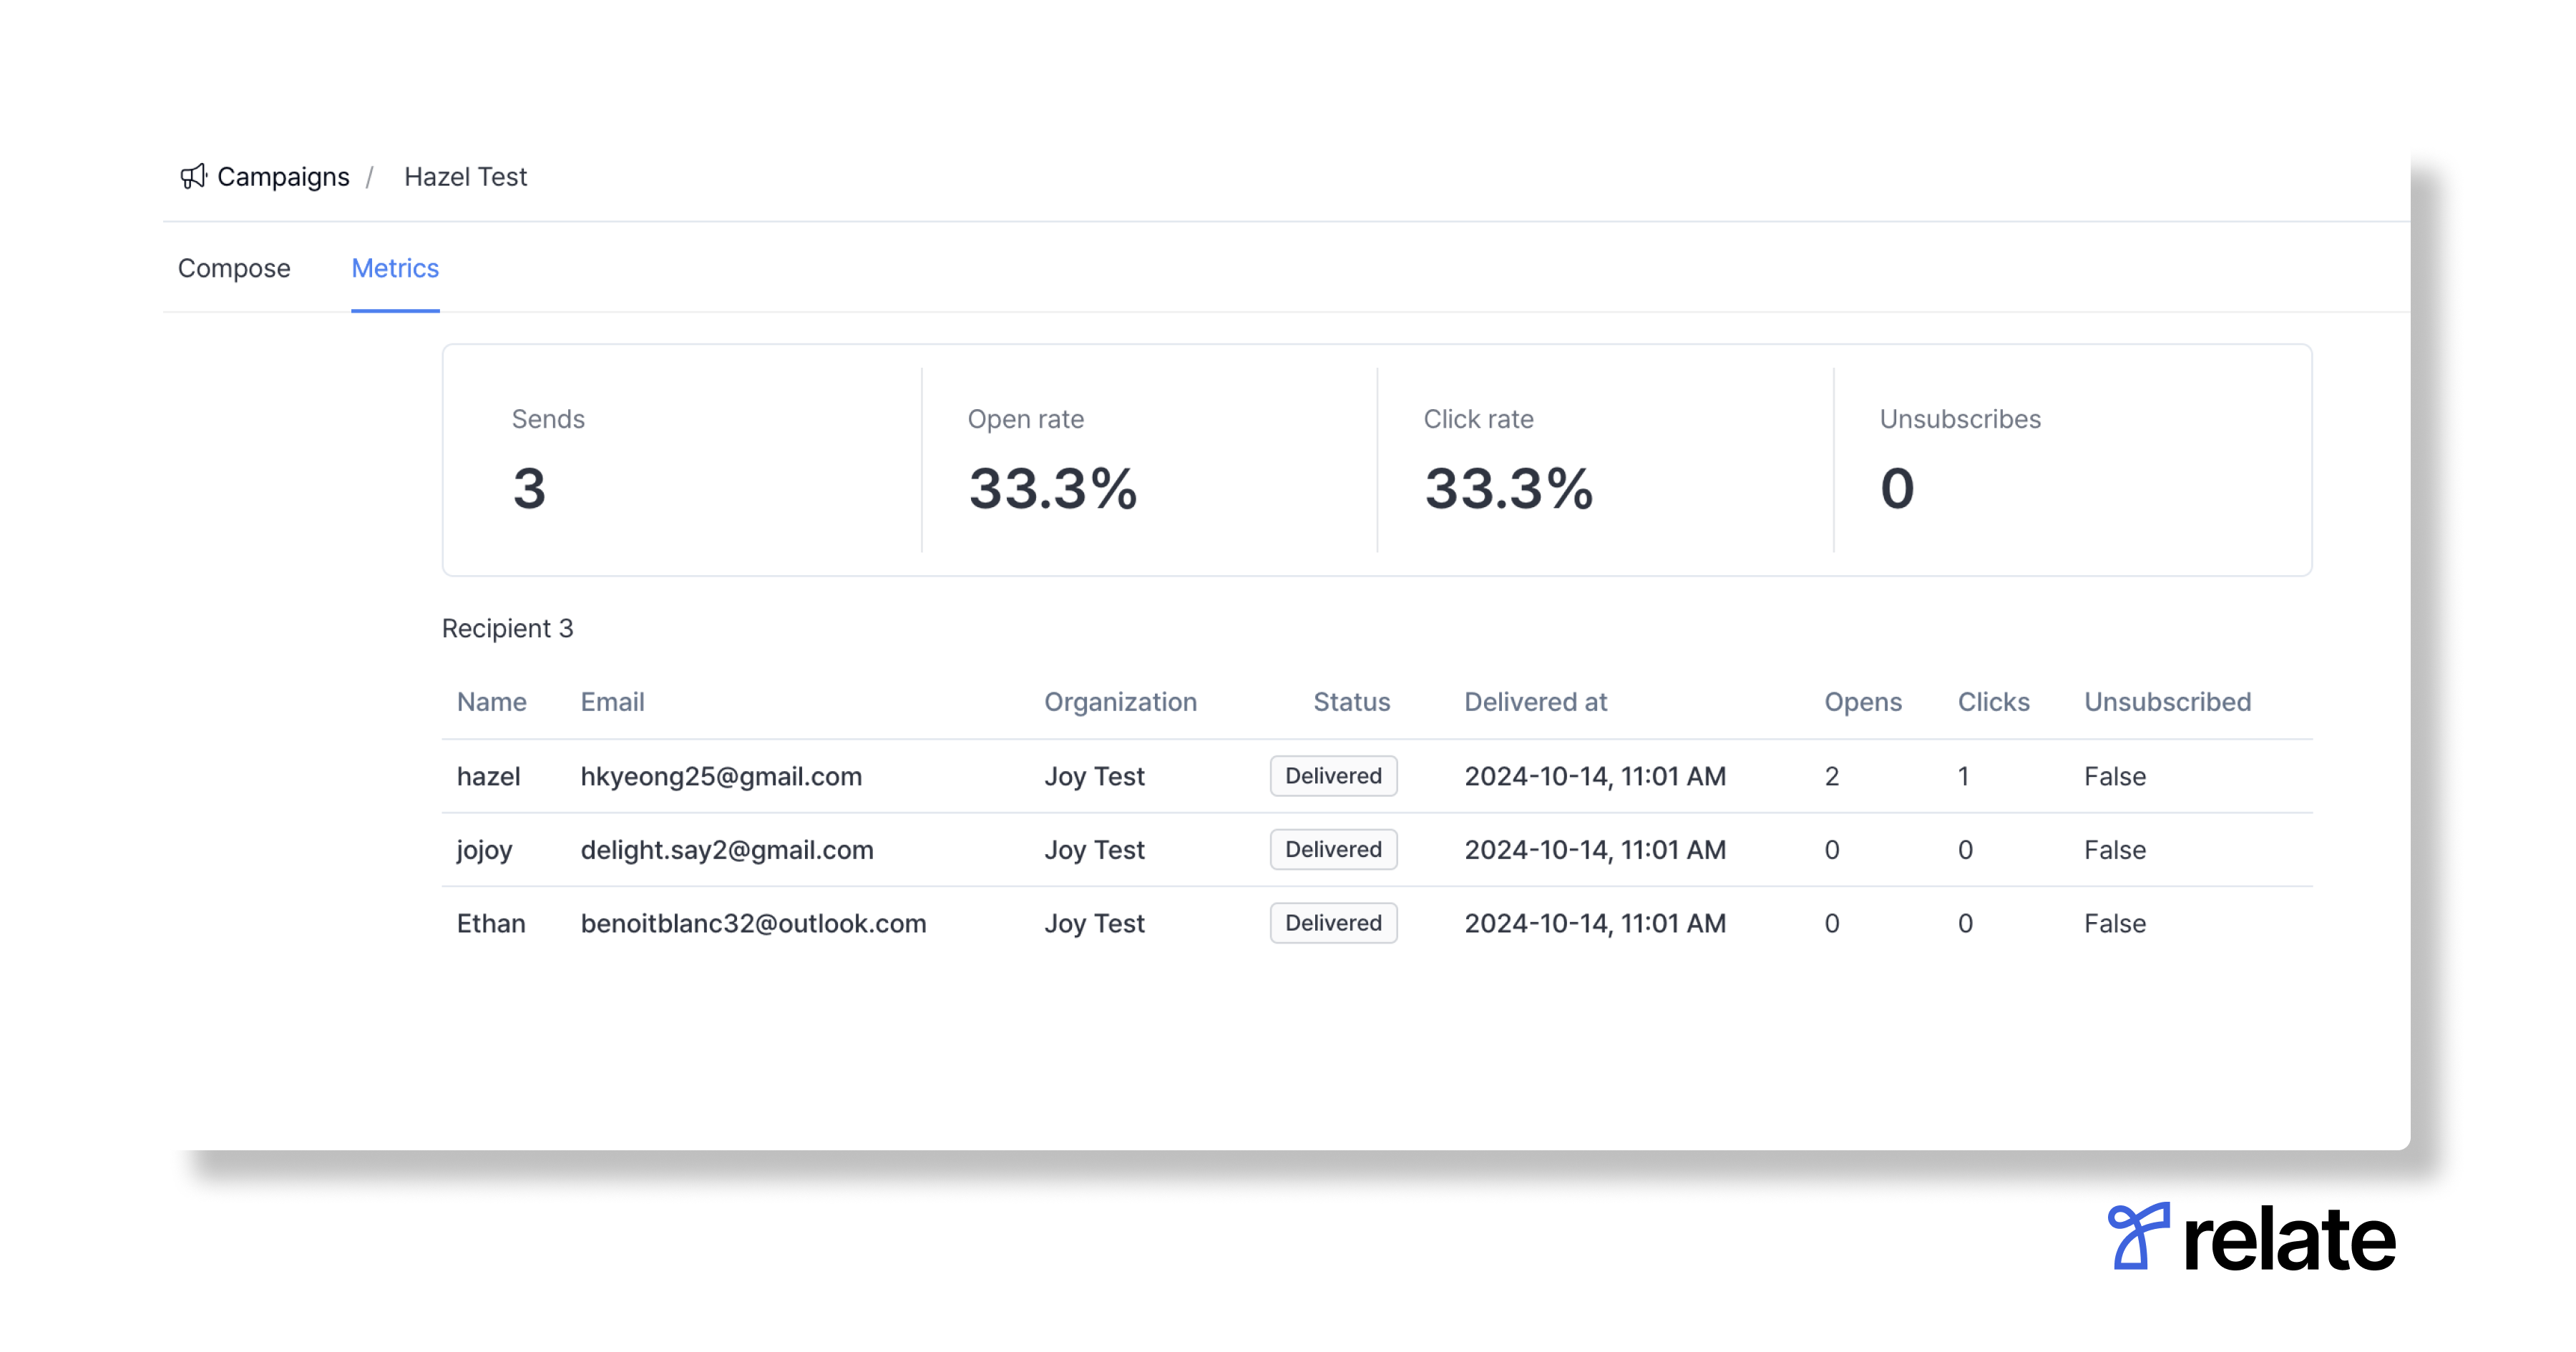 Campaigns / Hazel Test
Compose Metrics
Sends Open rate Click rate Unsubscribes
3 33.3% 33.3% 0
Recipient 3
Name Email Organization Status Delivered at Opens Clicks Unsubscribed
hazel hkyeong25@gmail.com Joy Test Delivered 2024-10-14, 11:01 AM 2 1 False
jojoy delight.say2@gmail.com Joy Test Delivered 2024-10-14, 11:01 AM 0 0 False
Ethan benoitblanc32@outlook.com Joy Test Delivered 2024-10-14, 11:01 AM 0 0 False
relate